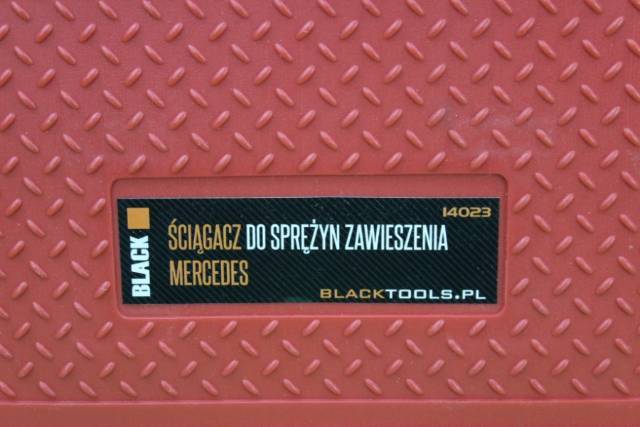 14023
BLACK
ŚCIĄGACZ DO SPRĘŻYN ZAWIESZENIA
MERCEDES
BLACKTOOLS.PL